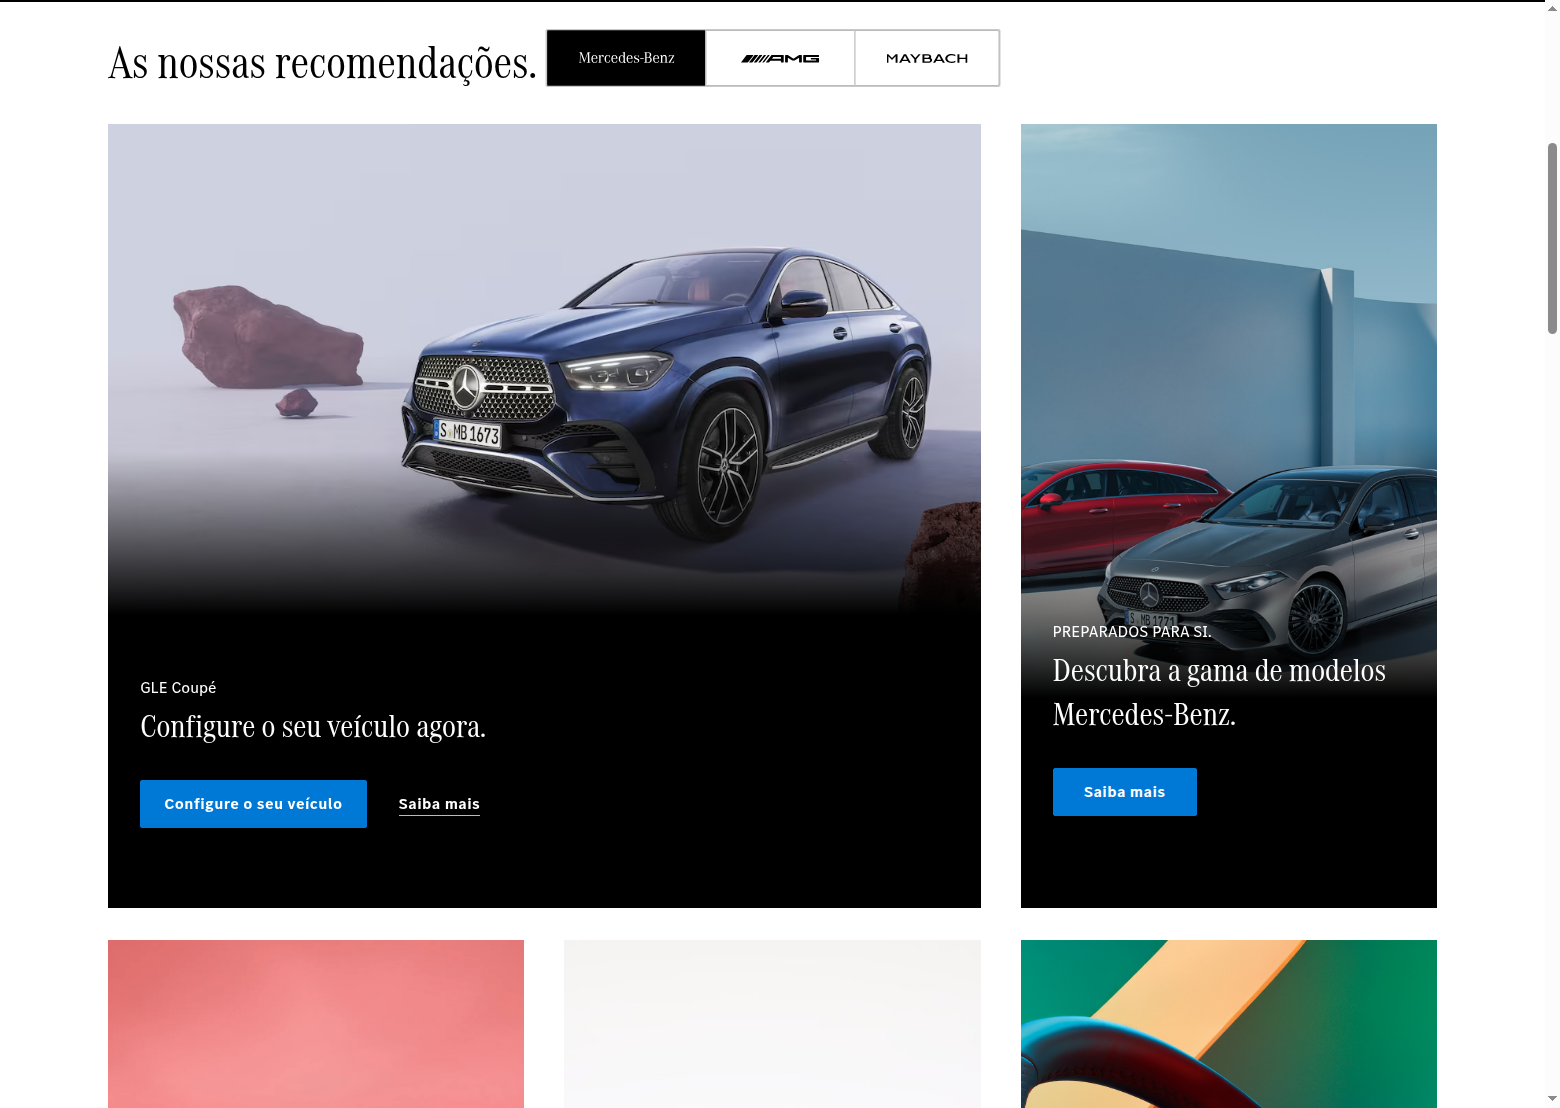 As nossas recomendações.
Mercedes-Benz
AMG
MAYBACH
S MB 1673
GLE Coupé
Configure o seu veículo agora.
Configure o seu veículo
Saiba mais
S MB 1771
PREPARADOS PARA SI.
Descubra a gama de modelos
Mercedes-Benz.
Saiba mais